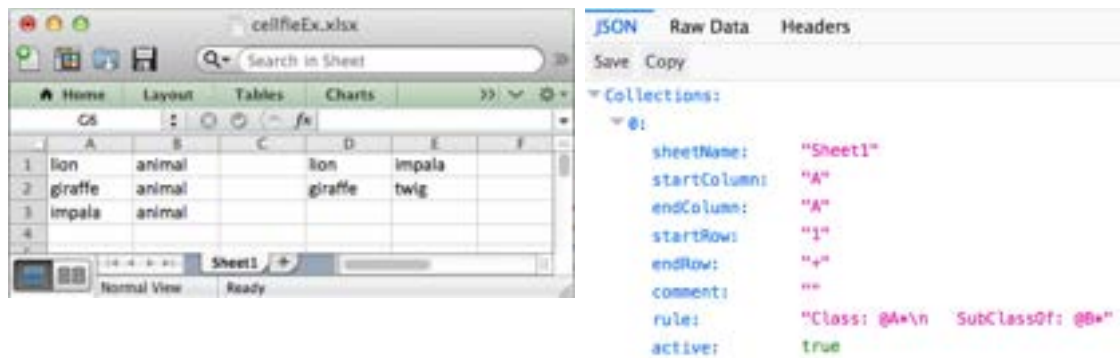 cellfieEx.xlsx
Search in Sheet
Home Layout Tables Charts
G6 fx
A B C D E F
1 lion animal lion impala
2 giraffe animal giraffe twig
3 impala animal
4
Sheet1
Normal View Ready
JSON Raw Data Headers
Save Copy
Collections:
0:
sheetName: "Sheet1"
startColumn: "A"
endColumn: "A"
startRow: "1"
endRow: "+"
comment: ""
rule: "Class: @A*\n SubClassOf: @B*"
active: true